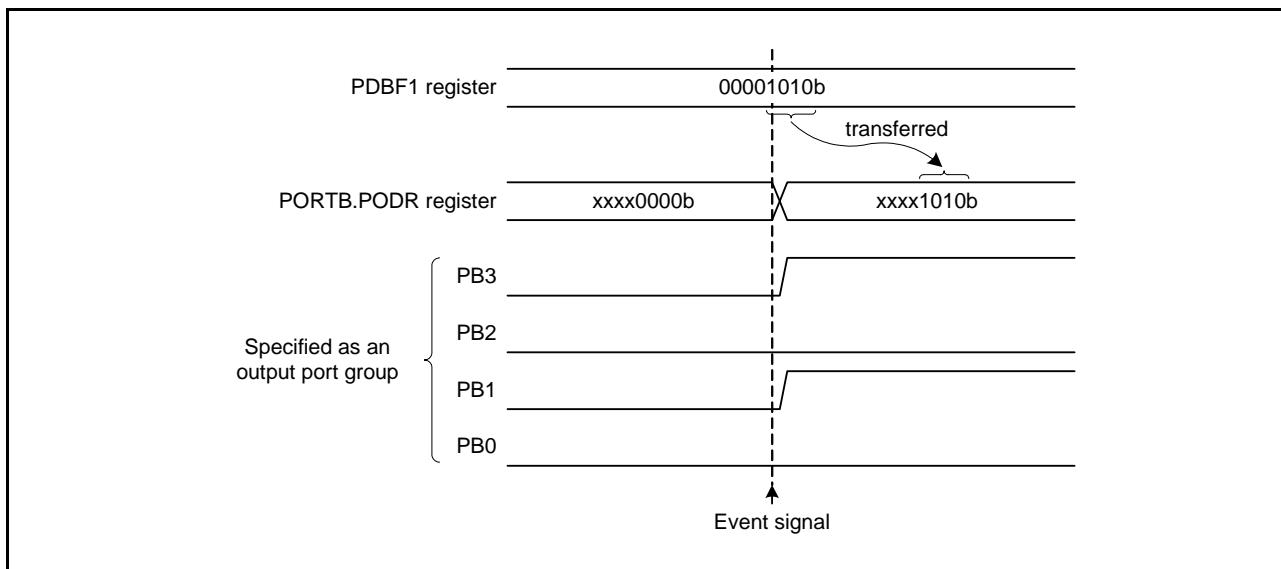 PDBF1 register
00001010b
transferred
PORTB.PODR register
xxxx0000b
xxxx1010b
PB3
PB2
Specified as an
output port group
PB1
PB0
Event signal